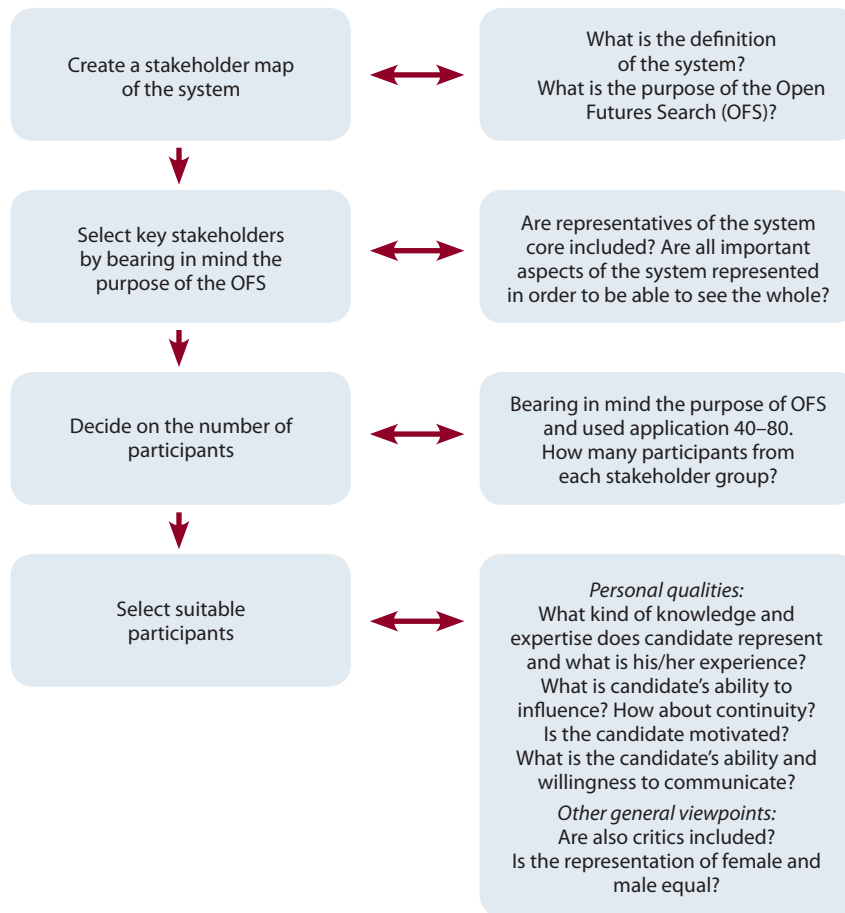 Create a stakeholder map
of the system
What is the definition
of the system?
What is the purpose of the Open
Futures Search (OFS)?
Select key stakeholders
by bearing in mind the
purpose of the OFS
Are representatives of the system
core included? Are all important
aspects of the system represented
in order to be able to see the whole?
Decide on the number of
participants
Bearing in mind the purpose of OFS
and used application 40–80.
How many participants from
each stakeholder group?
Select suitable
participants
Personal qualities:
What kind of knowledge and
expertise does candidate represent
and what is his/her experience?
What is candidate’s ability to
influence? How about continuity?
Is the candidate motivated?
What is the candidate’s ability and
willingness to communicate?
Other general viewpoints:
Are also critics included?
Is the representation of female and
male equal?